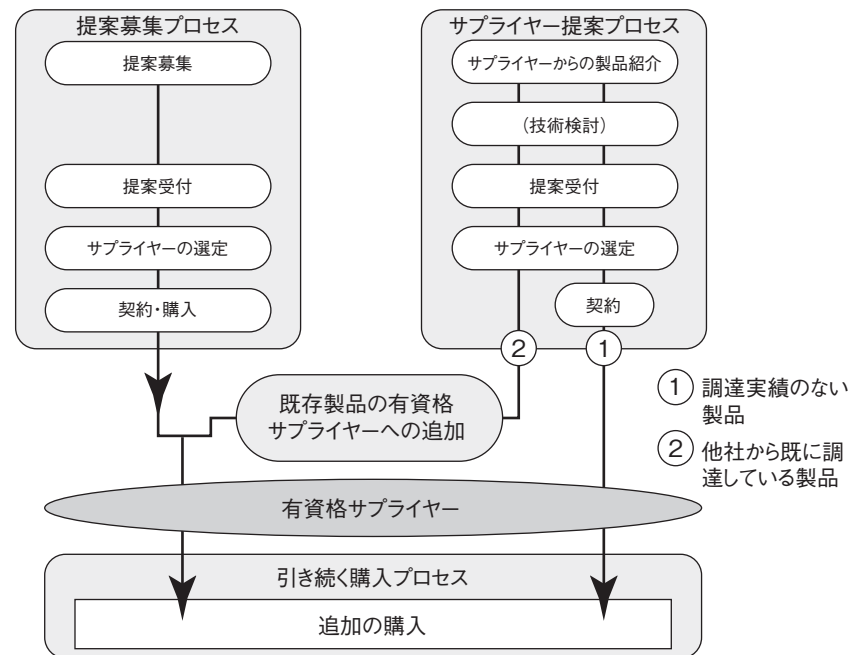 提案募集プロセス
提案募集
提案受付
サプライヤーの選定
契約・購入
サプライヤー提案プロセス
サプライヤーからの製品紹介
(技術検討)
提案受付
サプライヤーの選定
契約
2
1
既存製品の有資格
サプライヤーへの追加
1 調達実績のない
製品
2 他社から既に調
達している製品
有資格サプライヤー
引き続く購入プロセス
追加の購入